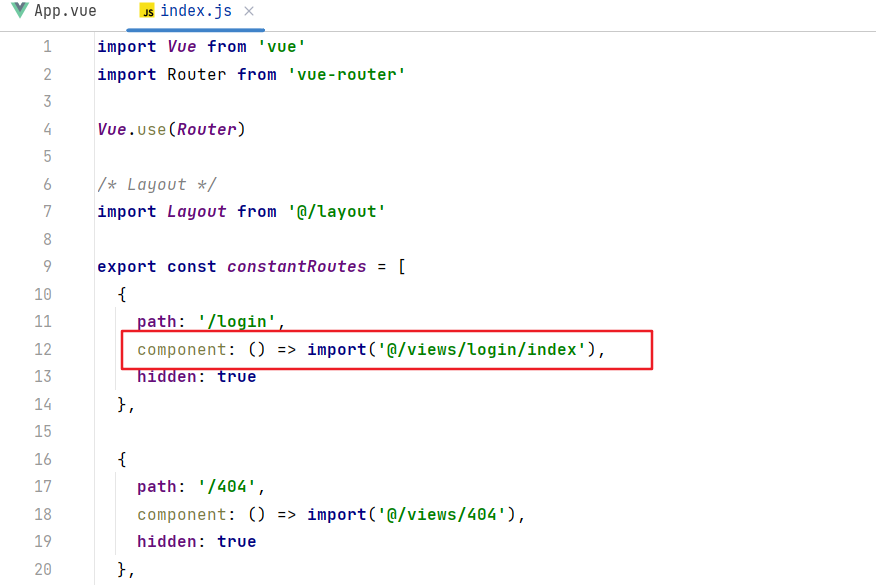 App.vue
JS index.js ×
1 import Vue from 'vue'
2 import Router from 'vue-router'
3
4 Vue.use(Router)
5
6 /* Layout */
7 import Layout from '@/layout'
8
9 export const constantRoutes = [
10 {
11 path: '/login',
12 component: () => import('@/views/login/index'),
13 hidden: true
14 },
15
16 {
17 path: '/404',
18 component: () => import('@/views/404'),
19 hidden: true
20 },